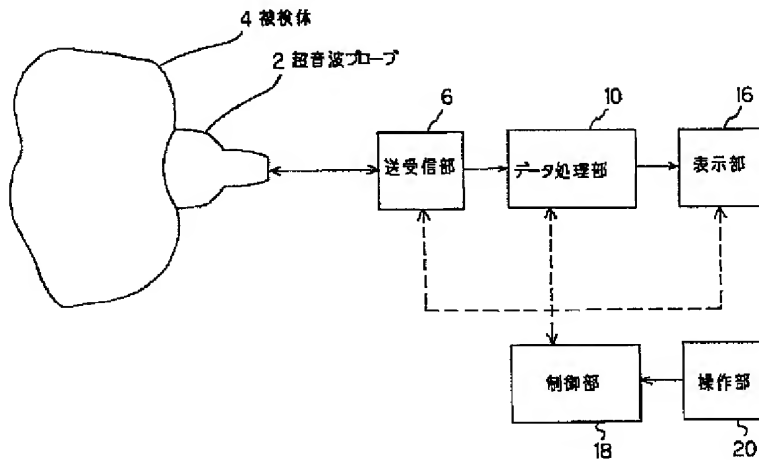 4 被検体
2 超音波プローブ
6
10
16
送受信部
データ処理部
表示部
制御部
操作部
18
20